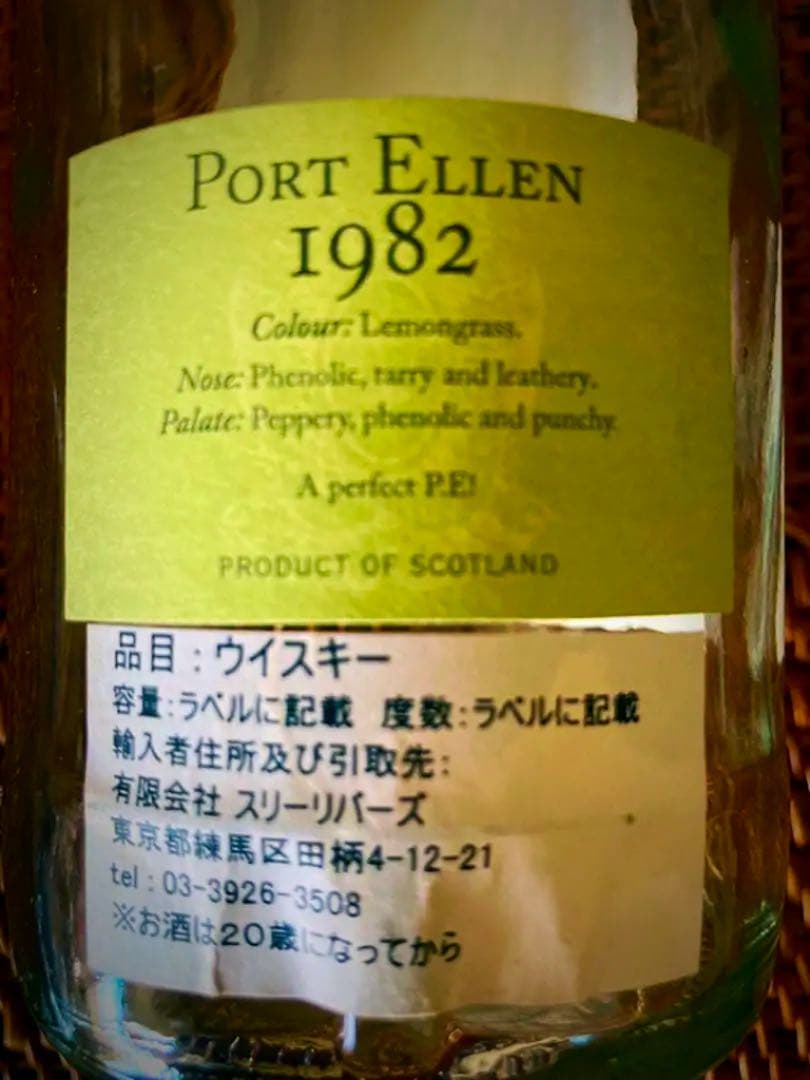 PORT ELLEN
1982
Colour: Lemongrass.
Nose: Phenolic, tarry and leathery.
Palate: Peppery, phenolic and punchy.
A perfect P.E!
PRODUCT OF SCOTLAND
品目：ウイスキー
容量：ラベルに記載 度数：ラベルに記載
輸入者住所及び引取先：
有限会社 スリーリバーズ
東京都練馬区田柄4-12-21
tel：03-3926-3508
※お酒は20歳になってから